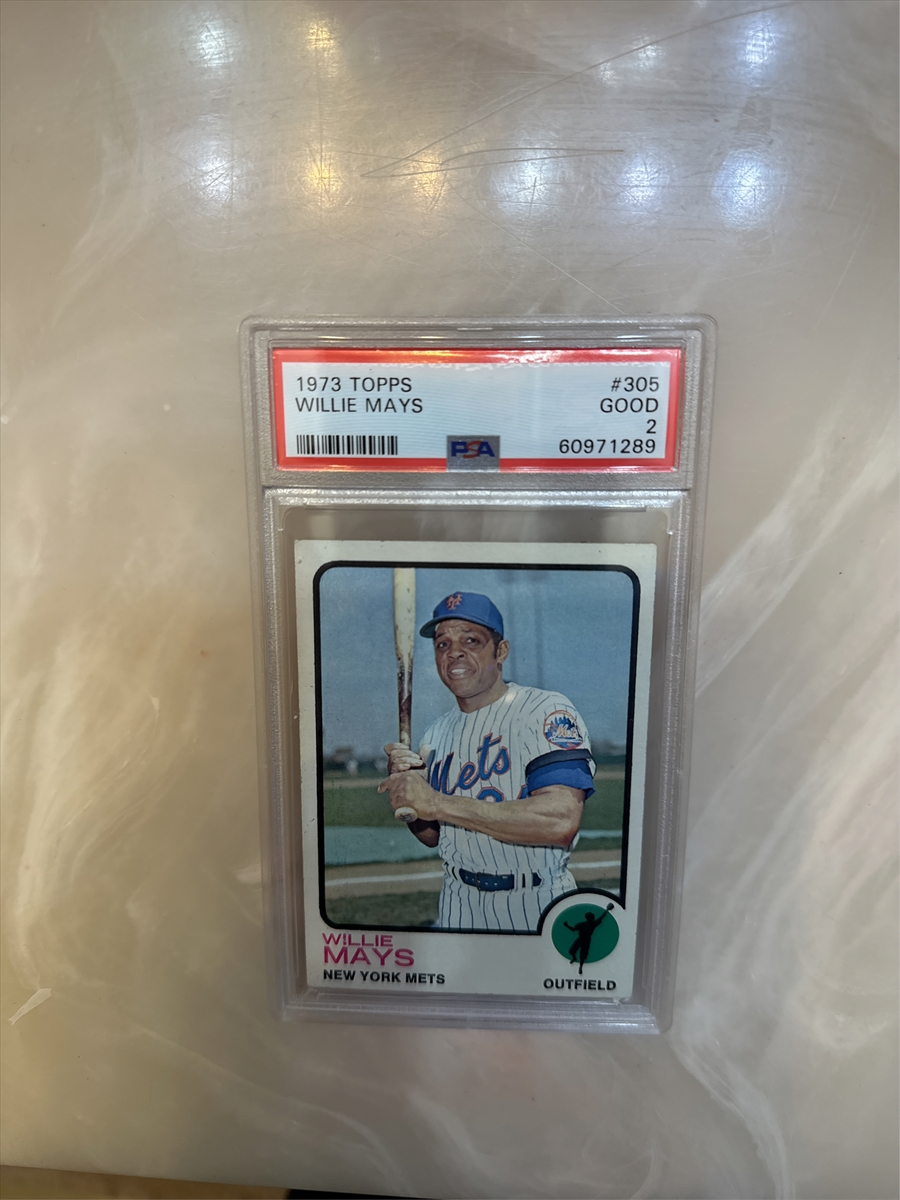 1973 TOPPS #305
WILLIE MAYS GOOD
2
PSA 60971289
Mets
WILLIE
MAYS
NEW YORK METS
OUTFIELD